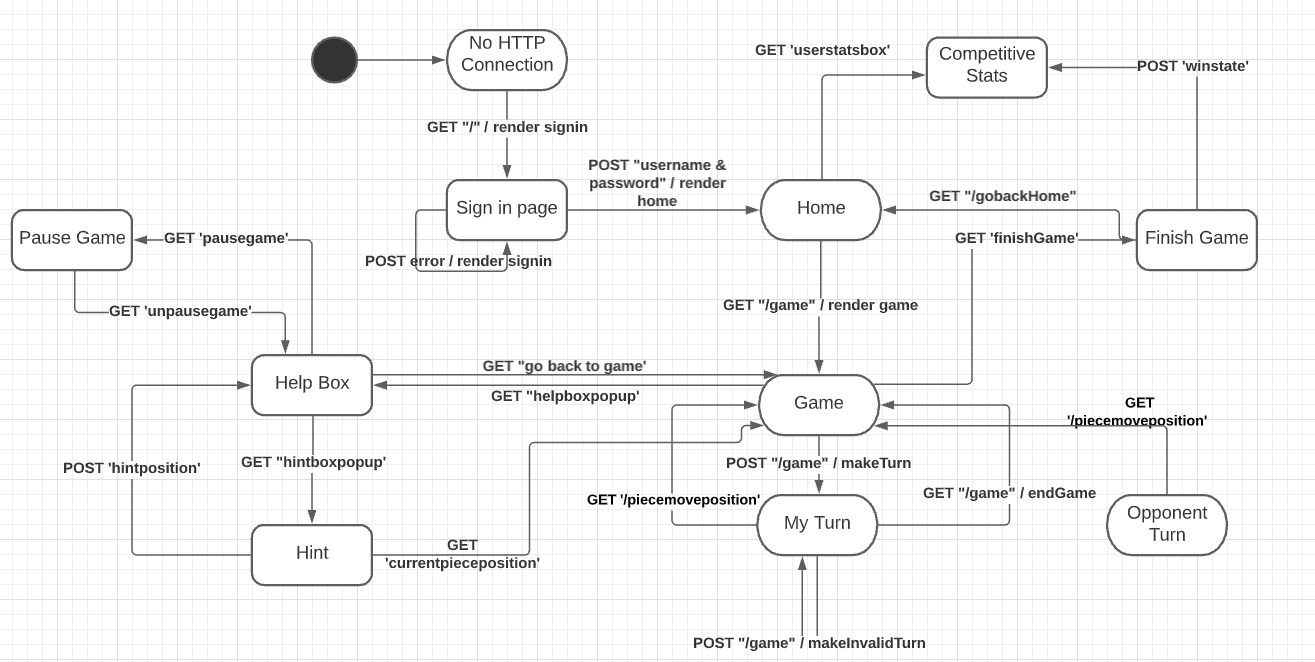 No HTTP
Connection
GET 'userstatsbox'
Competitive
Stats
POST 'winstate'
GET "/" / render signin
POST "username &
password" / render
home
Sign in page
Home
GET "/gobackHome"
Pause Game
GET 'pausegame'
GET 'finishGame'
Finish Game
POST error / render signin
GET 'unpausegame'
GET "/game" / render game
Help Box
GET "go back to game'
GET "helpboxpopup'
Game
GET
'/piecemoveposition'
POST 'hintposition'
GET "hintboxpopup'
POST "/game" / makeTurn
GET '/piecemoveposition'
My Turn
GET "/game" / endGame
Opponent
Turn
Hint
GET
'currentpieceposition'
POST "/game" / makeInvalidTurn